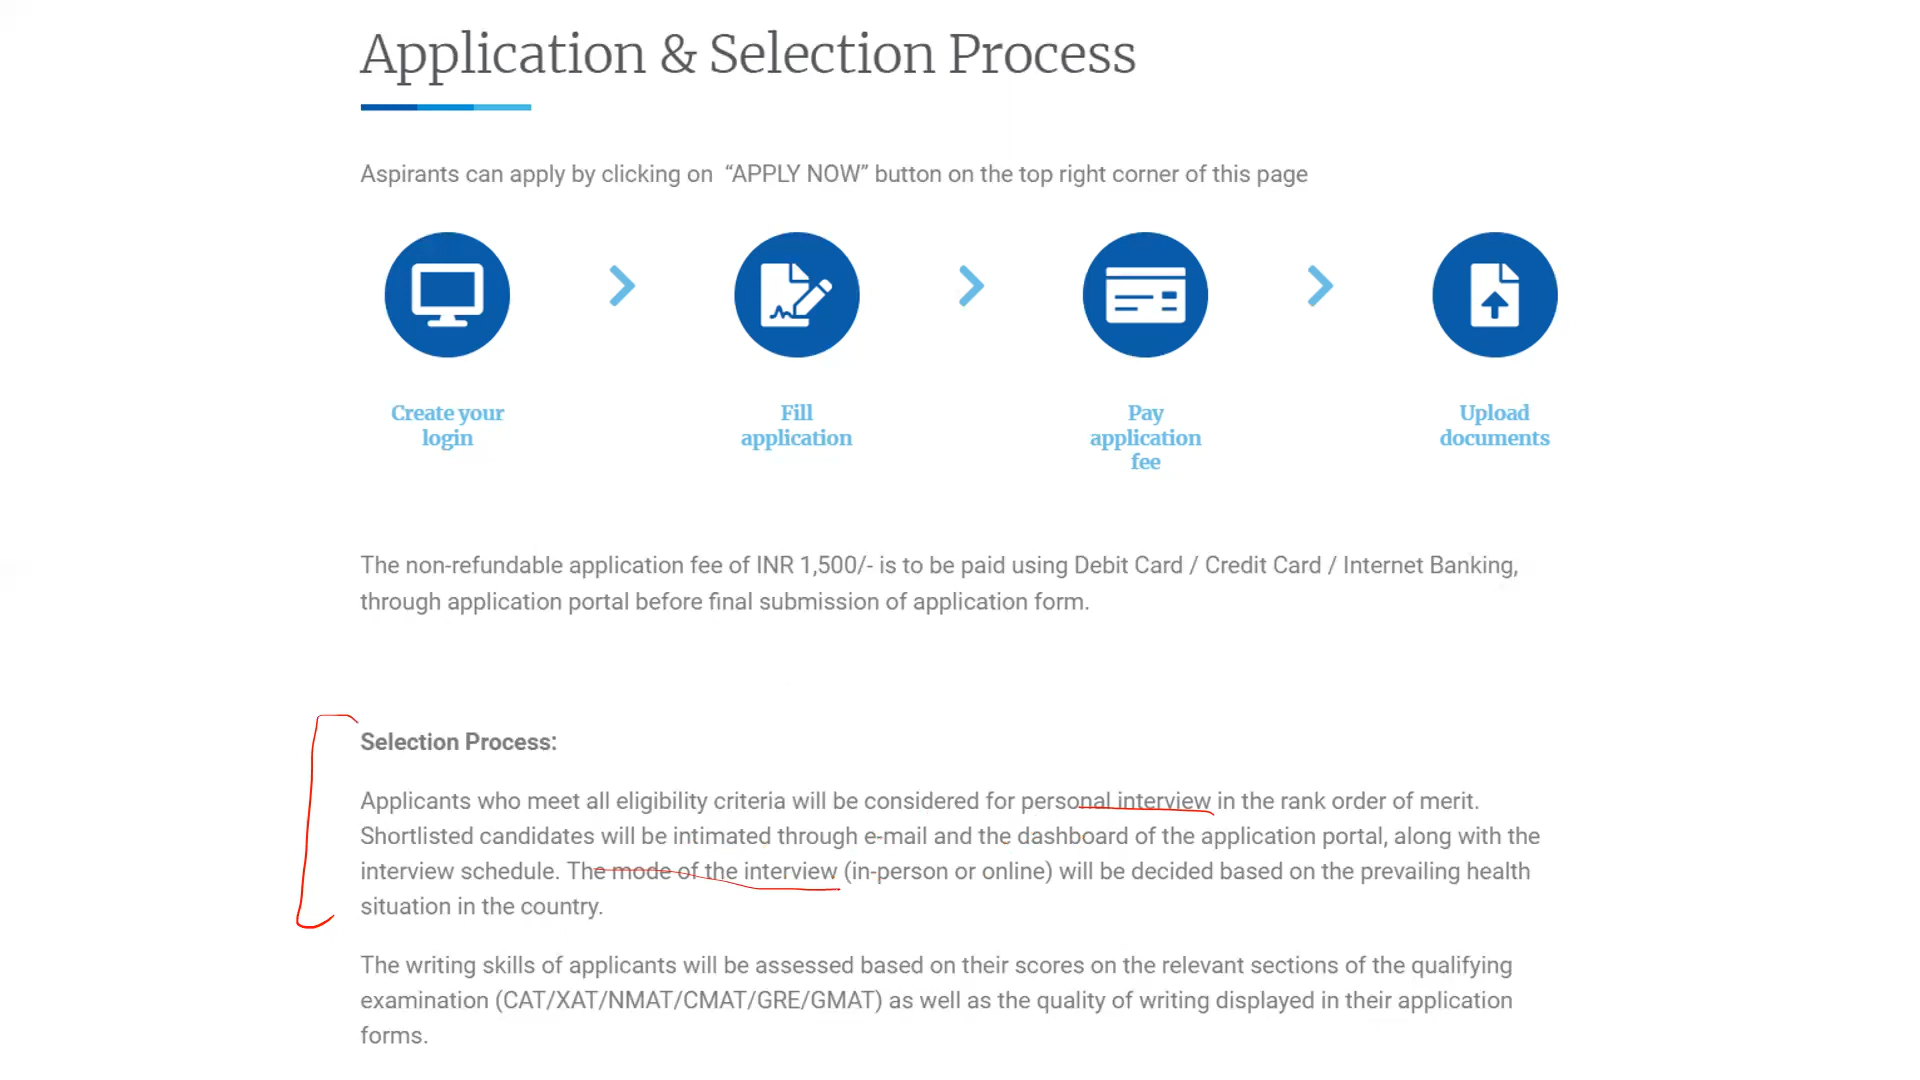 Application & Selection Process
Aspirants can apply by clicking on “APPLY NOW” button on the top right corner of this page
Create your
login
Fill
application
Pay
application
fee
Upload
documents
The non-refundable application fee of INR 1,500/- is to be paid using Debit Card / Credit Card / Internet Banking,
through application portal before final submission of application form.
Selection Process:
Applicants who meet all eligibility criteria will be considered for personal interview in the rank order of merit.
Shortlisted candidates will be intimated through e-mail and the dashboard of the application portal, along with the
interview schedule. The mode of the interview (in-person or online) will be decided based on the prevailing health
situation in the country.
The writing skills of applicants will be assessed based on their scores on the relevant sections of the qualifying
examination (CAT/XAT/NMAT/CMAT/GRE/GMAT) as well as the quality of writing displayed in their application
forms.